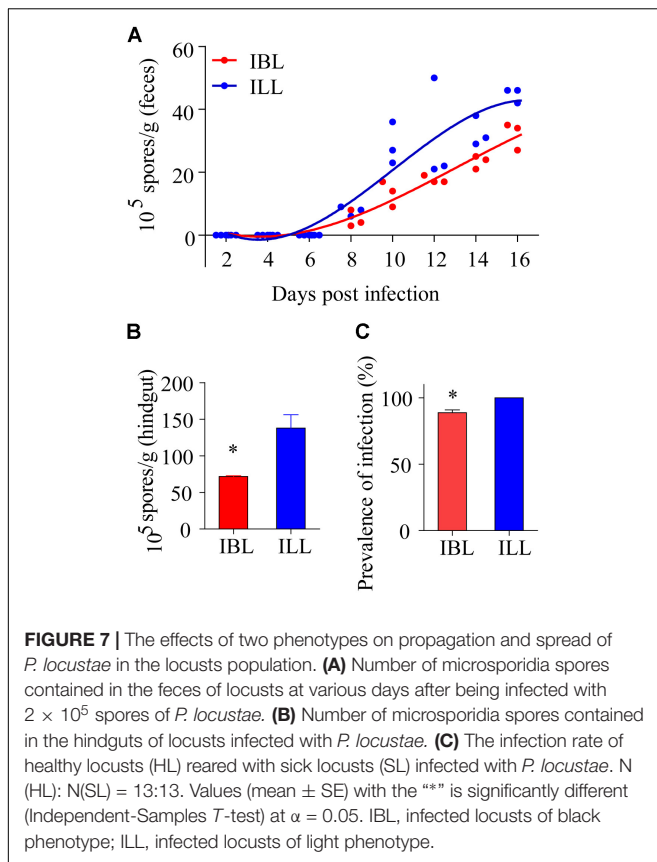 A
IBL
ILL
10⁵ spores/g (feces)
60
40
20
0
2 4 6 8 10 12 14 16
Days post infection
B
10⁵ spores/g (hindgut)
200
150
100
50
0
*
IBL ILL
C
Prevalence of infection (%)
100
50
0
*
IBL ILL
FIGURE 7 | The effects of two phenotypes on propagation and spread of
P. locustae in the locusts population. (A) Number of microsporidia spores
contained in the feces of locusts at various days after being infected with
2 × 10⁵ spores of P. locustae. (B) Number of microsporidia spores contained
in the hindguts of locusts infected with P. locustae. (C) The infection rate of
healthy locusts (HL) reared with sick locusts (SL) infected with P. locustae. N
(HL): N(SL) = 13:13. Values (mean ± SE) with the “*” is significantly different
(Independent-Samples T-test) at α = 0.05. IBL, infected locusts of black
phenotype; ILL, infected locusts of light phenotype.